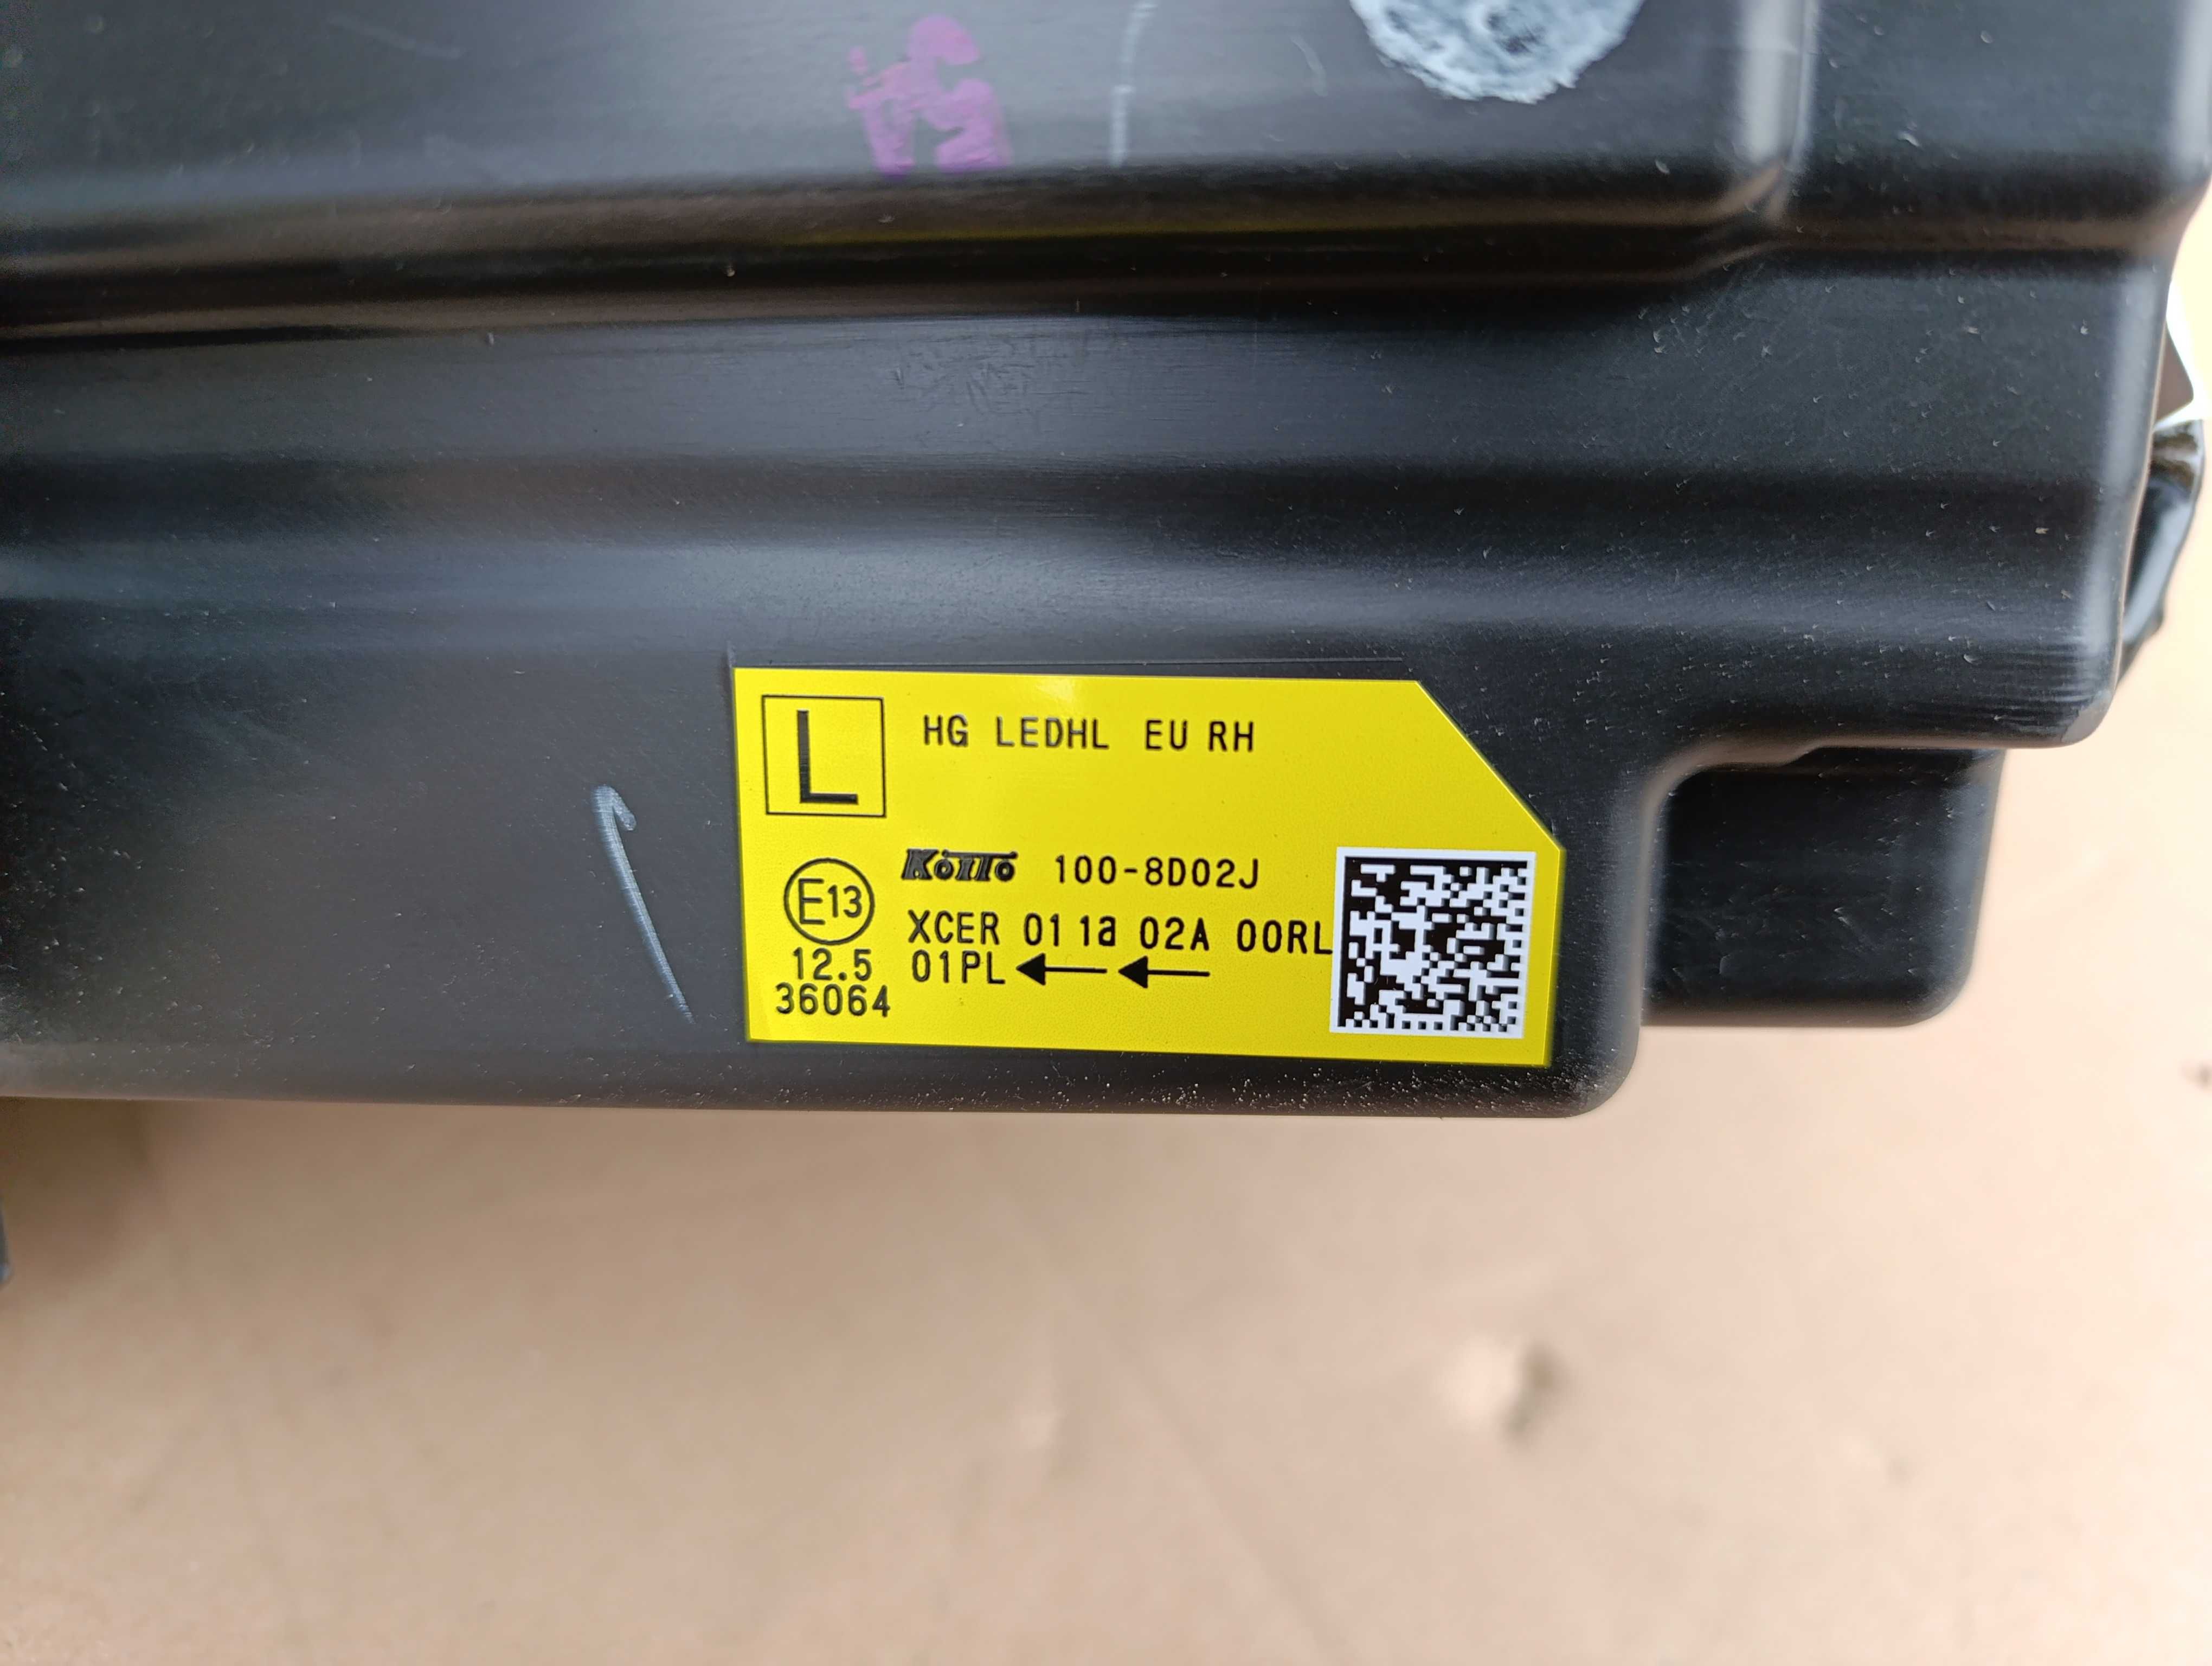 L
HG LEDHL EU RH
KOITO 100-8D02J
E13
XCER 01 1a 02A 00RL
12.5 01PL
36064